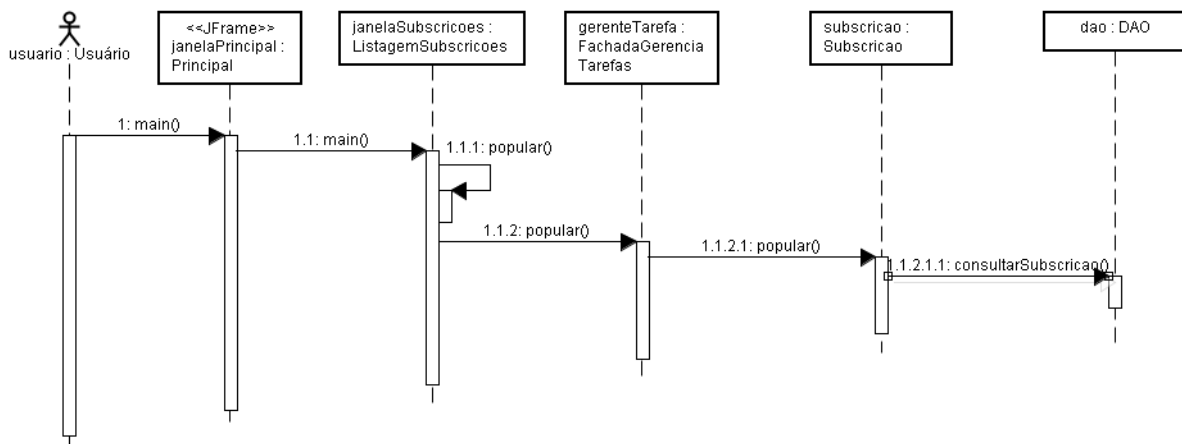 usuario : Usuário
<<JFrame>>
janelaPrincipal :
Principal
janelaSubscricoes :
ListagemSubscricoes
gerenteTarefa :
FachadaGerencia
Tarefas
subscricao :
Subscricao
dao : DAO
1: main()
1.1: main()
1.1.1: popular()
1.1.2: popular()
1.1.2.1: popular()
1.1.2.1.1: consultarSubscricao()